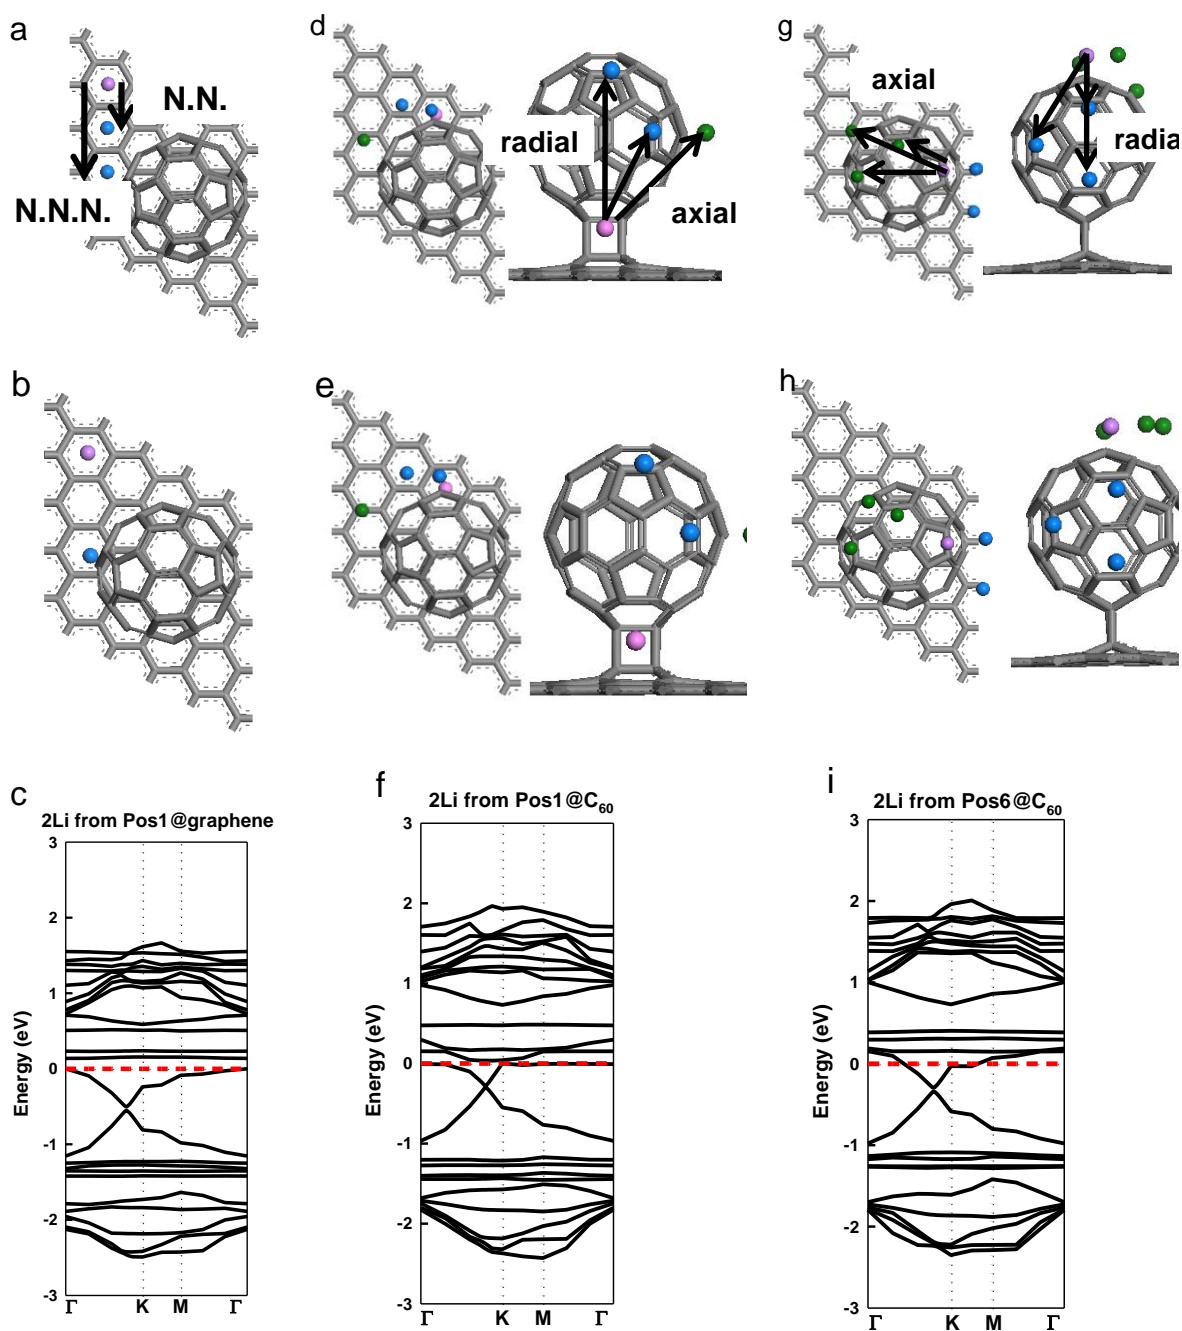 a
N.N.
N.N.N.
d
radial
axial
g
axial
radia
b
e
h
c
2Li from Pos1@graphene
Energy (eV)
3
2
1
0
-1
-2
-3
Γ K M Γ
f
2Li from Pos1@C₆₀
Energy (eV)
3
2
1
0
-1
-2
-3
Γ K M Γ
i
2Li from Pos6@C₆₀
Energy (eV)
3
2
1
0
-1
-2
-3
Γ K M Γ